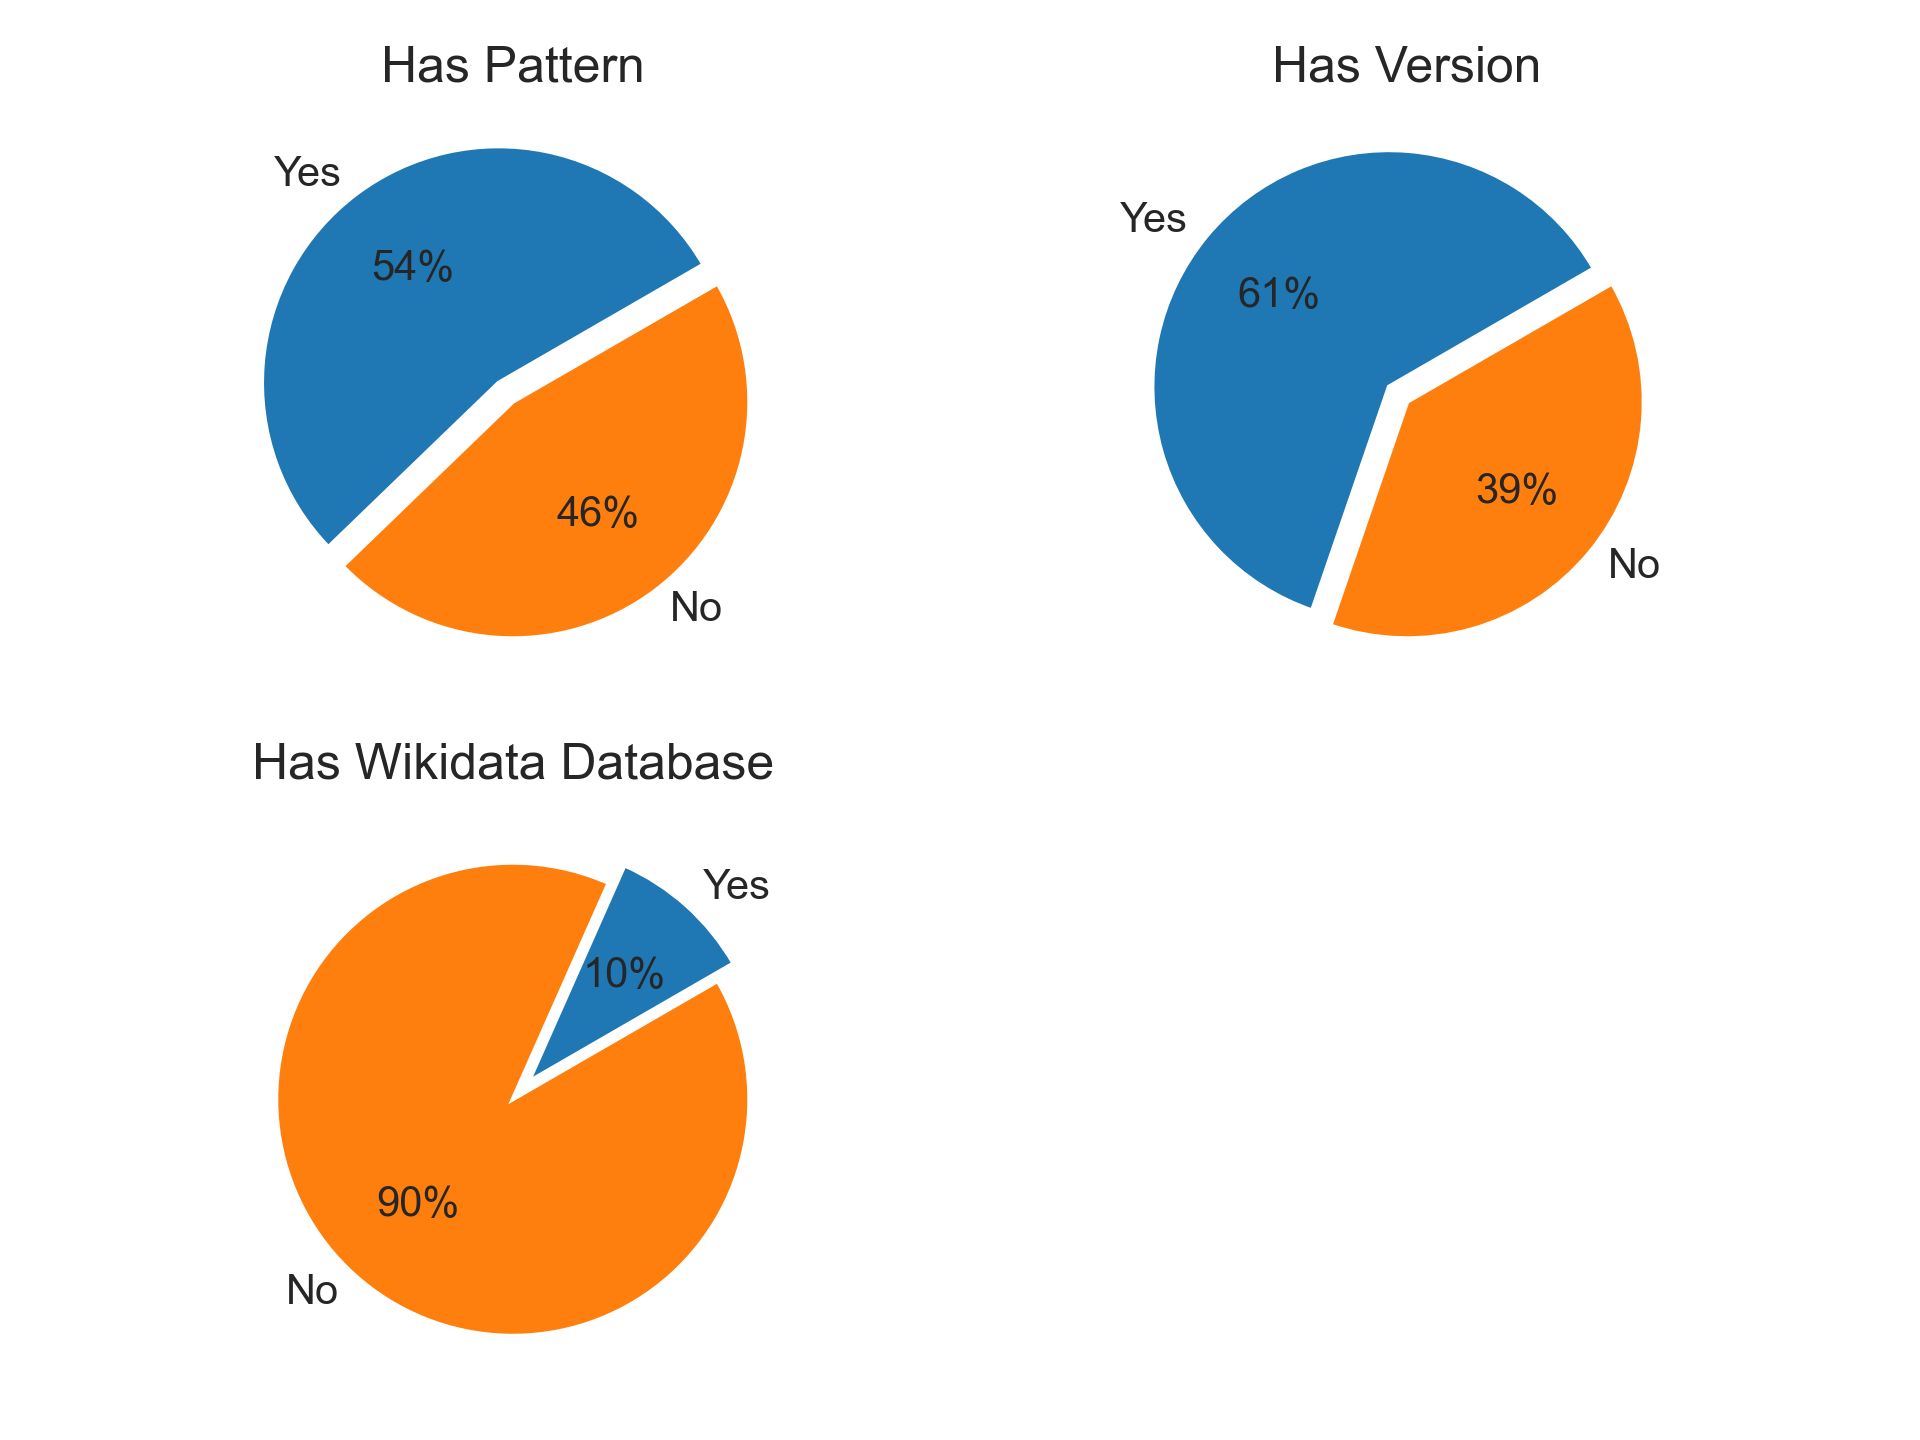 Has Pattern
Yes
54%
46%
No
Has Version
Yes
61%
39%
No
Has Wikidata Database
Yes
10%
90%
No